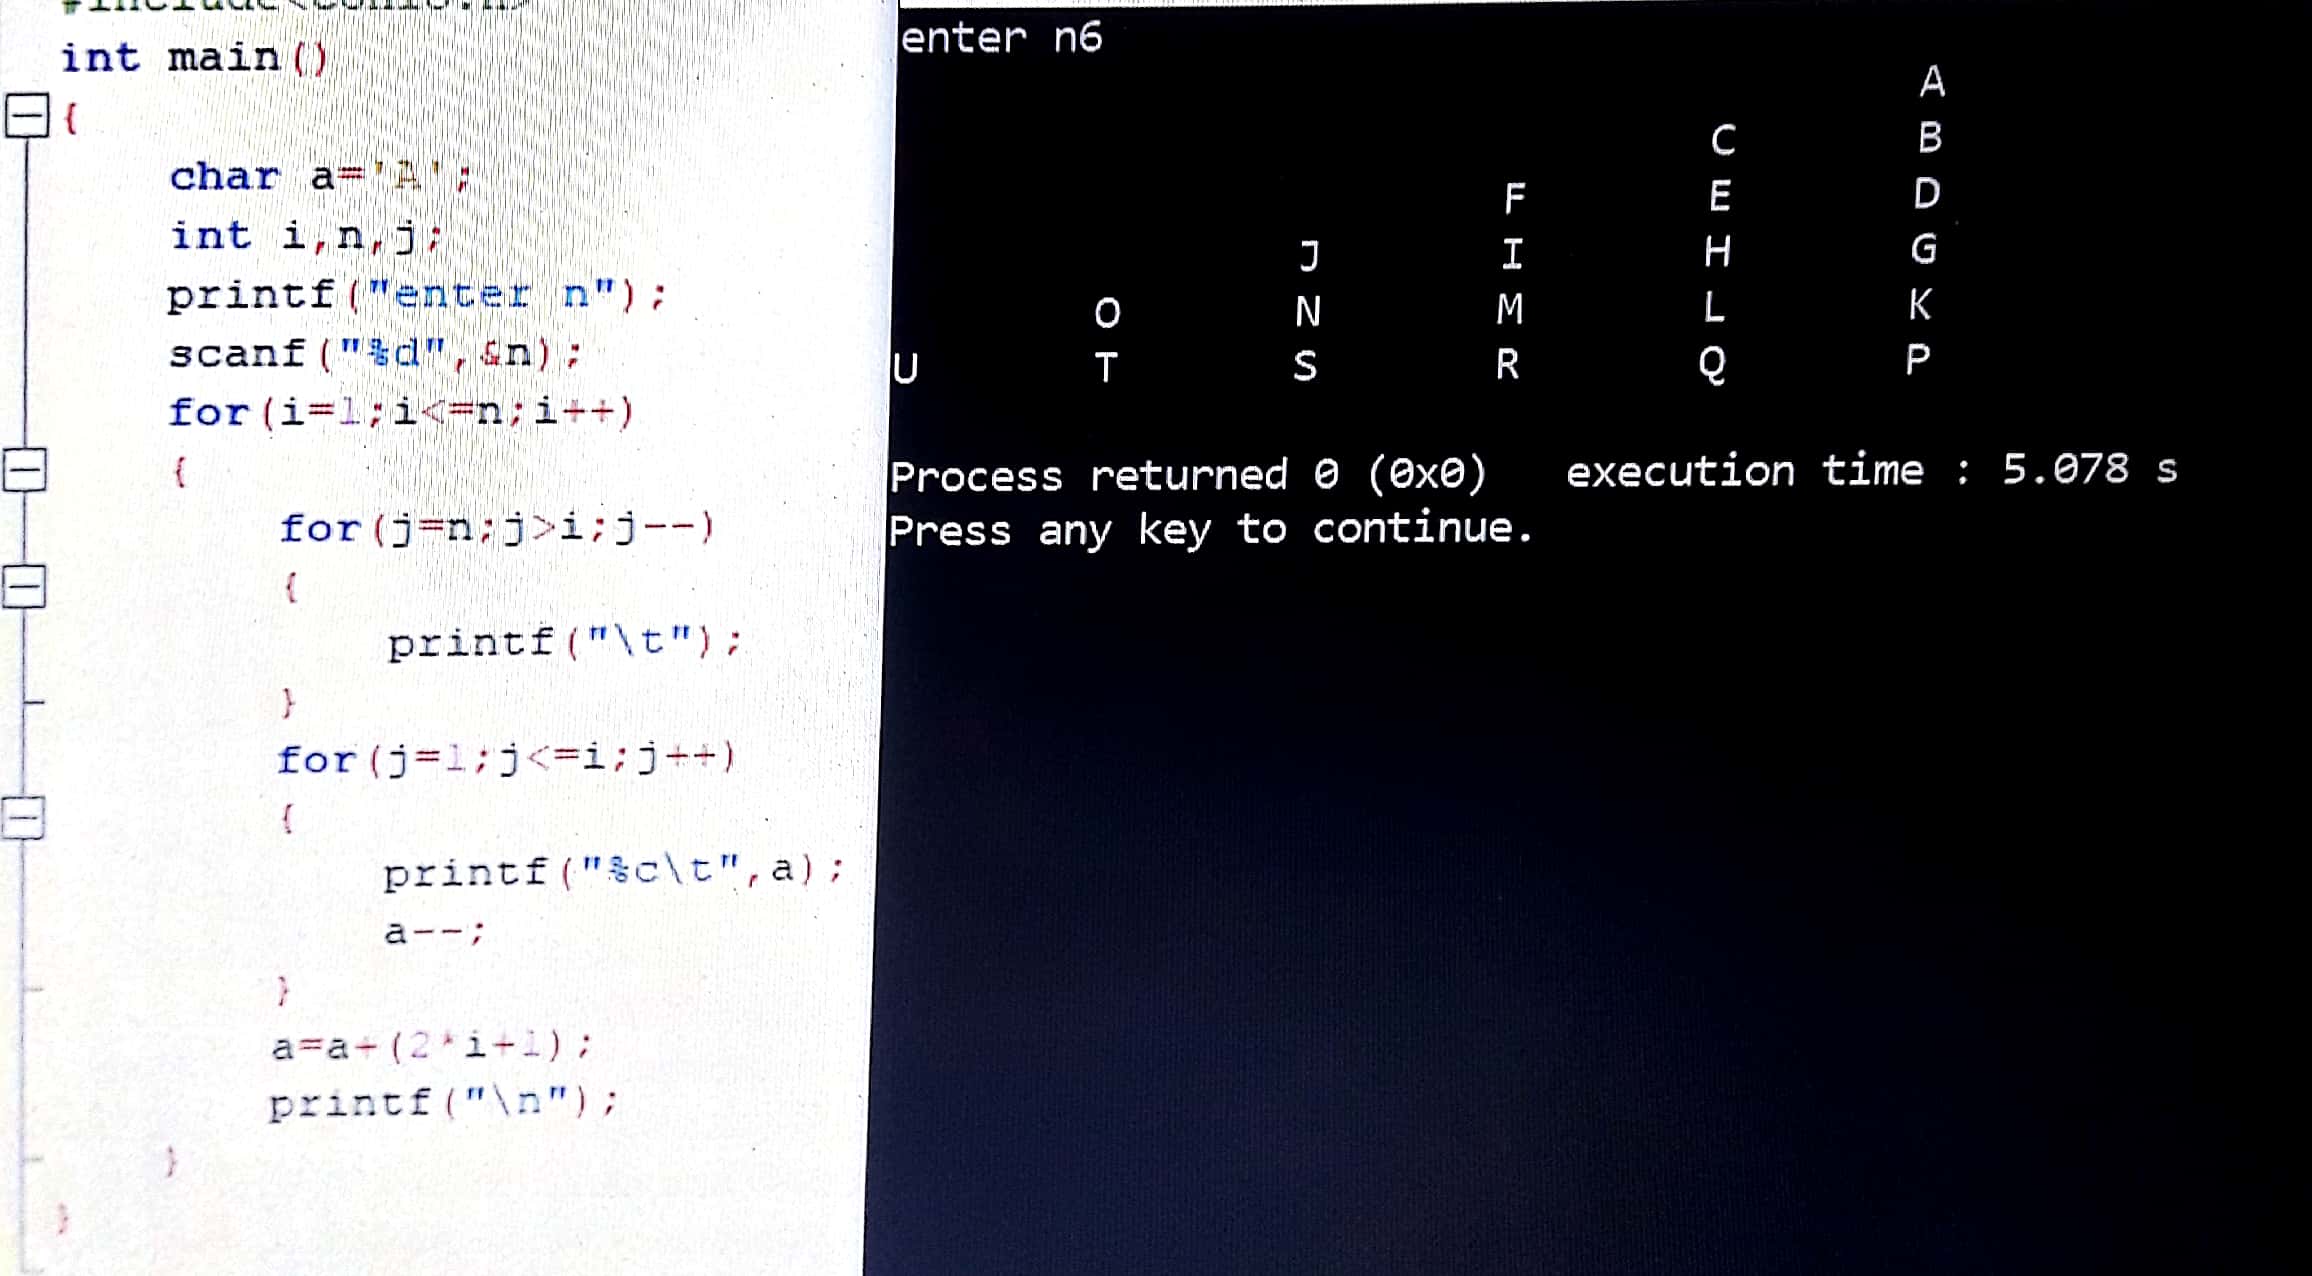 #include<conio.h>
int main()
{
char a='A';
int i,n,j;
printf("enter n");
scanf("%d",&n);
for(i=1;i<=n;i++)
{
for(j=n;j>i;j--)
{
printf("\t");
}
for(j=1;j<=i;j++)
{
printf("%c\t",a);
a--;
}
a=a+(2*i+1);
printf("\n");
}
}
enter n6
A
C B
F E D
J I H G
O N M L K
U T S R Q P
Process returned 0 (0x0) execution time : 5.078 s
Press any key to continue.